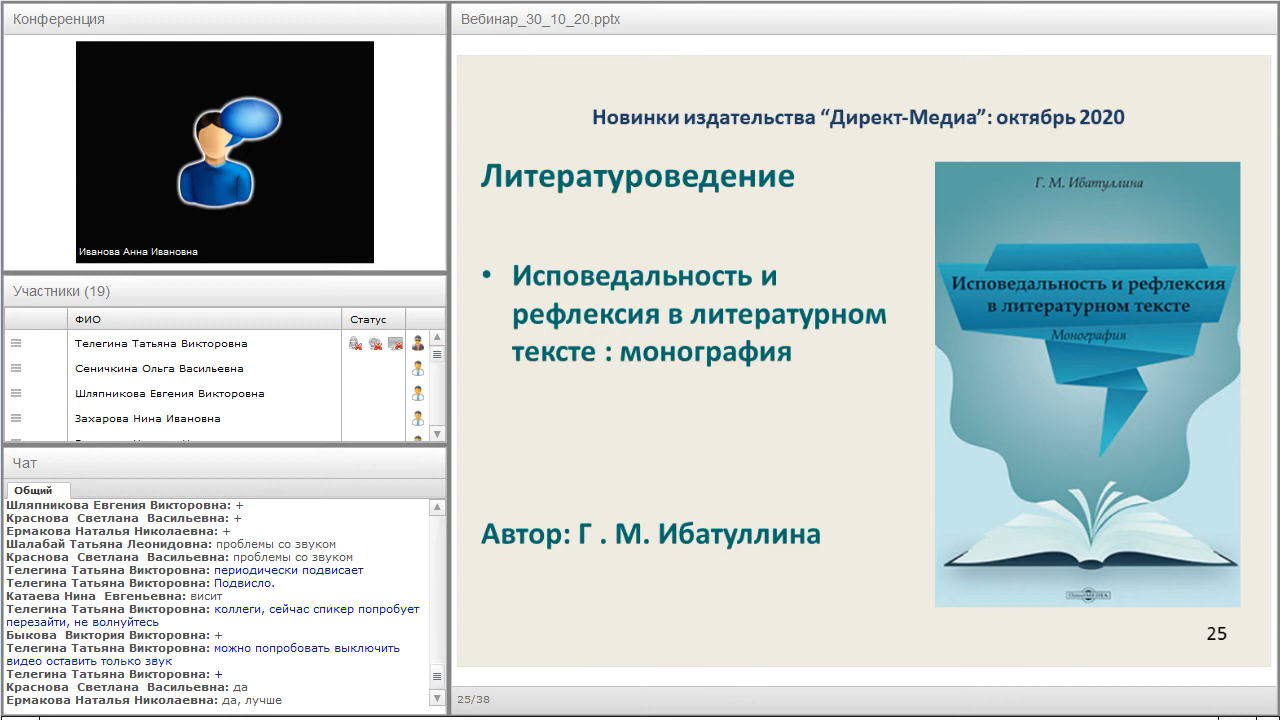 Конференция
Иванова Анна Ивановна
Участники (19)
ФИО
Статус
Телегина Татьяна Викторовна
Сеничкина Ольга Васильевна
Шляпникова Евгения Викторовна
Захарова Нина Ивановна
Чат
Общий
Шляпникова Евгения Викторовна: +
Краснова Светлана Васильевна: +
Ермакова Наталья Николаевна: +
Шалабай Татьяна Леонидовна: проблемы со звуком
Краснова Светлана Васильевна: проблемы со звуком
Телегина Татьяна Викторовна: периодически подвисает
Телегина Татьяна Викторовна: Подвисло.
Катаева Нина Евгеньевна: висит
Телегина Татьяна Викторовна: коллеги, сейчас спикер попробует
перезайти, не волнуйтесь
Быкова Виктория Викторовна: +
Телегина Татьяна Викторовна: можно попробовать выключить
видео оставить только звук
Телегина Татьяна Викторовна: +
Краснова Светлана Васильевна: да
Ермакова Наталья Николаевна: да, лучше
Вебинар_30_10_20.pptx
Новинки издательства “Директ-Медиа”: октябрь 2020
Литературоведение
• Исповедальность и
рефлексия в литературном
тексте : монография
Автор: Г . М. Ибатуллина
Г. М. Ибатуллина
Исповедальность и рефлексия
в литературном тексте
Монография
25
25/38